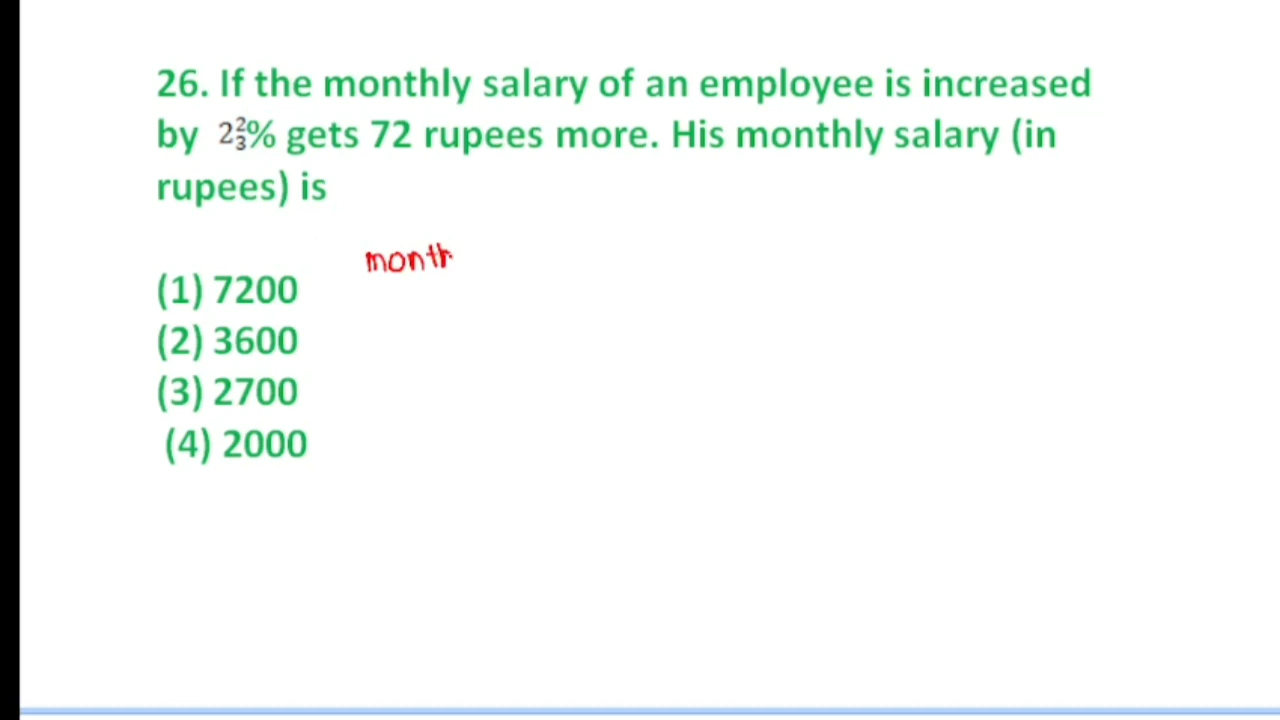 26. If the monthly salary of an employee is increased
by 2⅔% gets 72 rupees more. His monthly salary (in
rupees) is
month
(1) 7200
(2) 3600
(3) 2700
(4) 2000